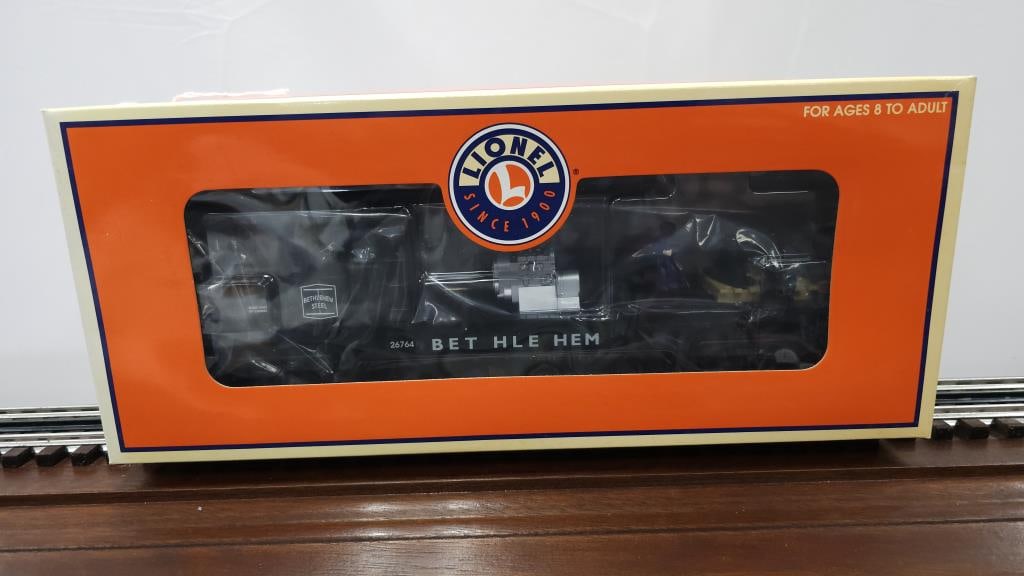 FOR AGES 8 TO ADULT
LIONEL
®
L
SINCE 1900
BETHLEHEM
STEEL
26764 BET HLE HEM